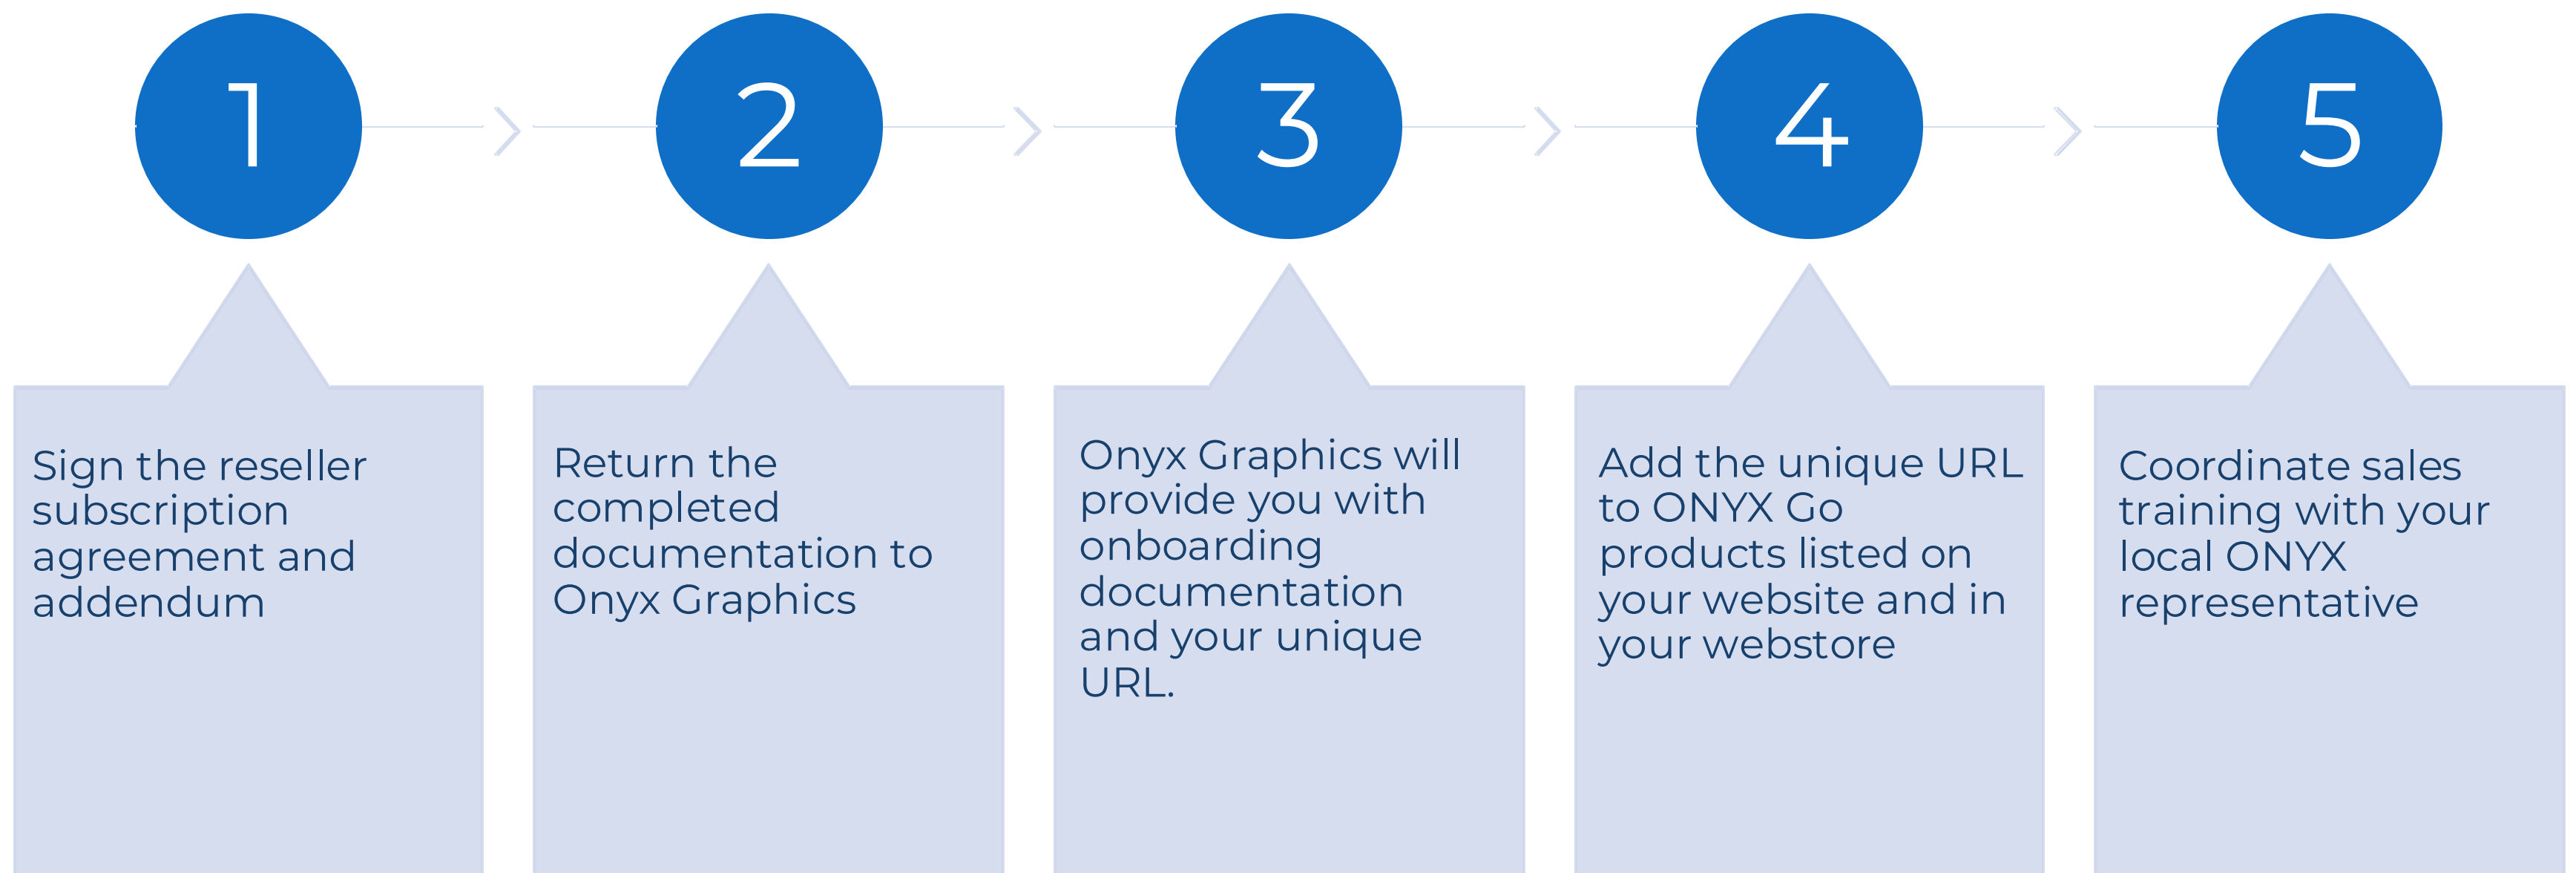 1
2
3
4
5
Sign the reseller
subscription
agreement and
addendum
Return the
completed
documentation to
Onyx Graphics
Onyx Graphics will
provide you with
onboarding
documentation
and your unique
URL.
Add the unique URL
to ONYX Go
products listed on
your website and in
your webstore
Coordinate sales
training with your
local ONYX
representative